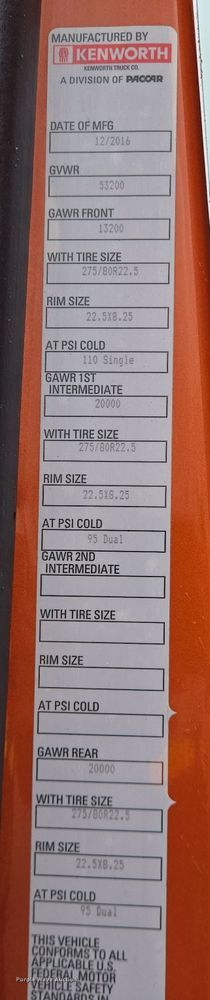 MANUFACTURED BY
KENWORTH
KENWORTH TRUCK CO.
A DIVISION OF PACCAR
DATE OF MFG
12/2016
GVWR
53200
GAWR FRONT
13200
WITH TIRE SIZE
275/80R22.5
RIM SIZE
22.5X8.25
AT PSI COLD
110 Single
GAWR 1ST
INTERMEDIATE
20000
WITH TIRE SIZE
275/80R22.5
RIM SIZE
22.5X8.25
AT PSI COLD
95 Dual
GAWR 2ND
INTERMEDIATE
WITH TIRE SIZE
RIM SIZE
AT PSI COLD
GAWR REAR
20000
WITH TIRE SIZE
275/80R22.5
RIM SIZE
22.5X8.25
AT PSI COLD
95 Dual
THIS VEHICLE
CONFORMS TO ALL
APPLICABLE U.S.
FEDERAL MOTOR
VEHICLE SAFETY
STANDARDS IN